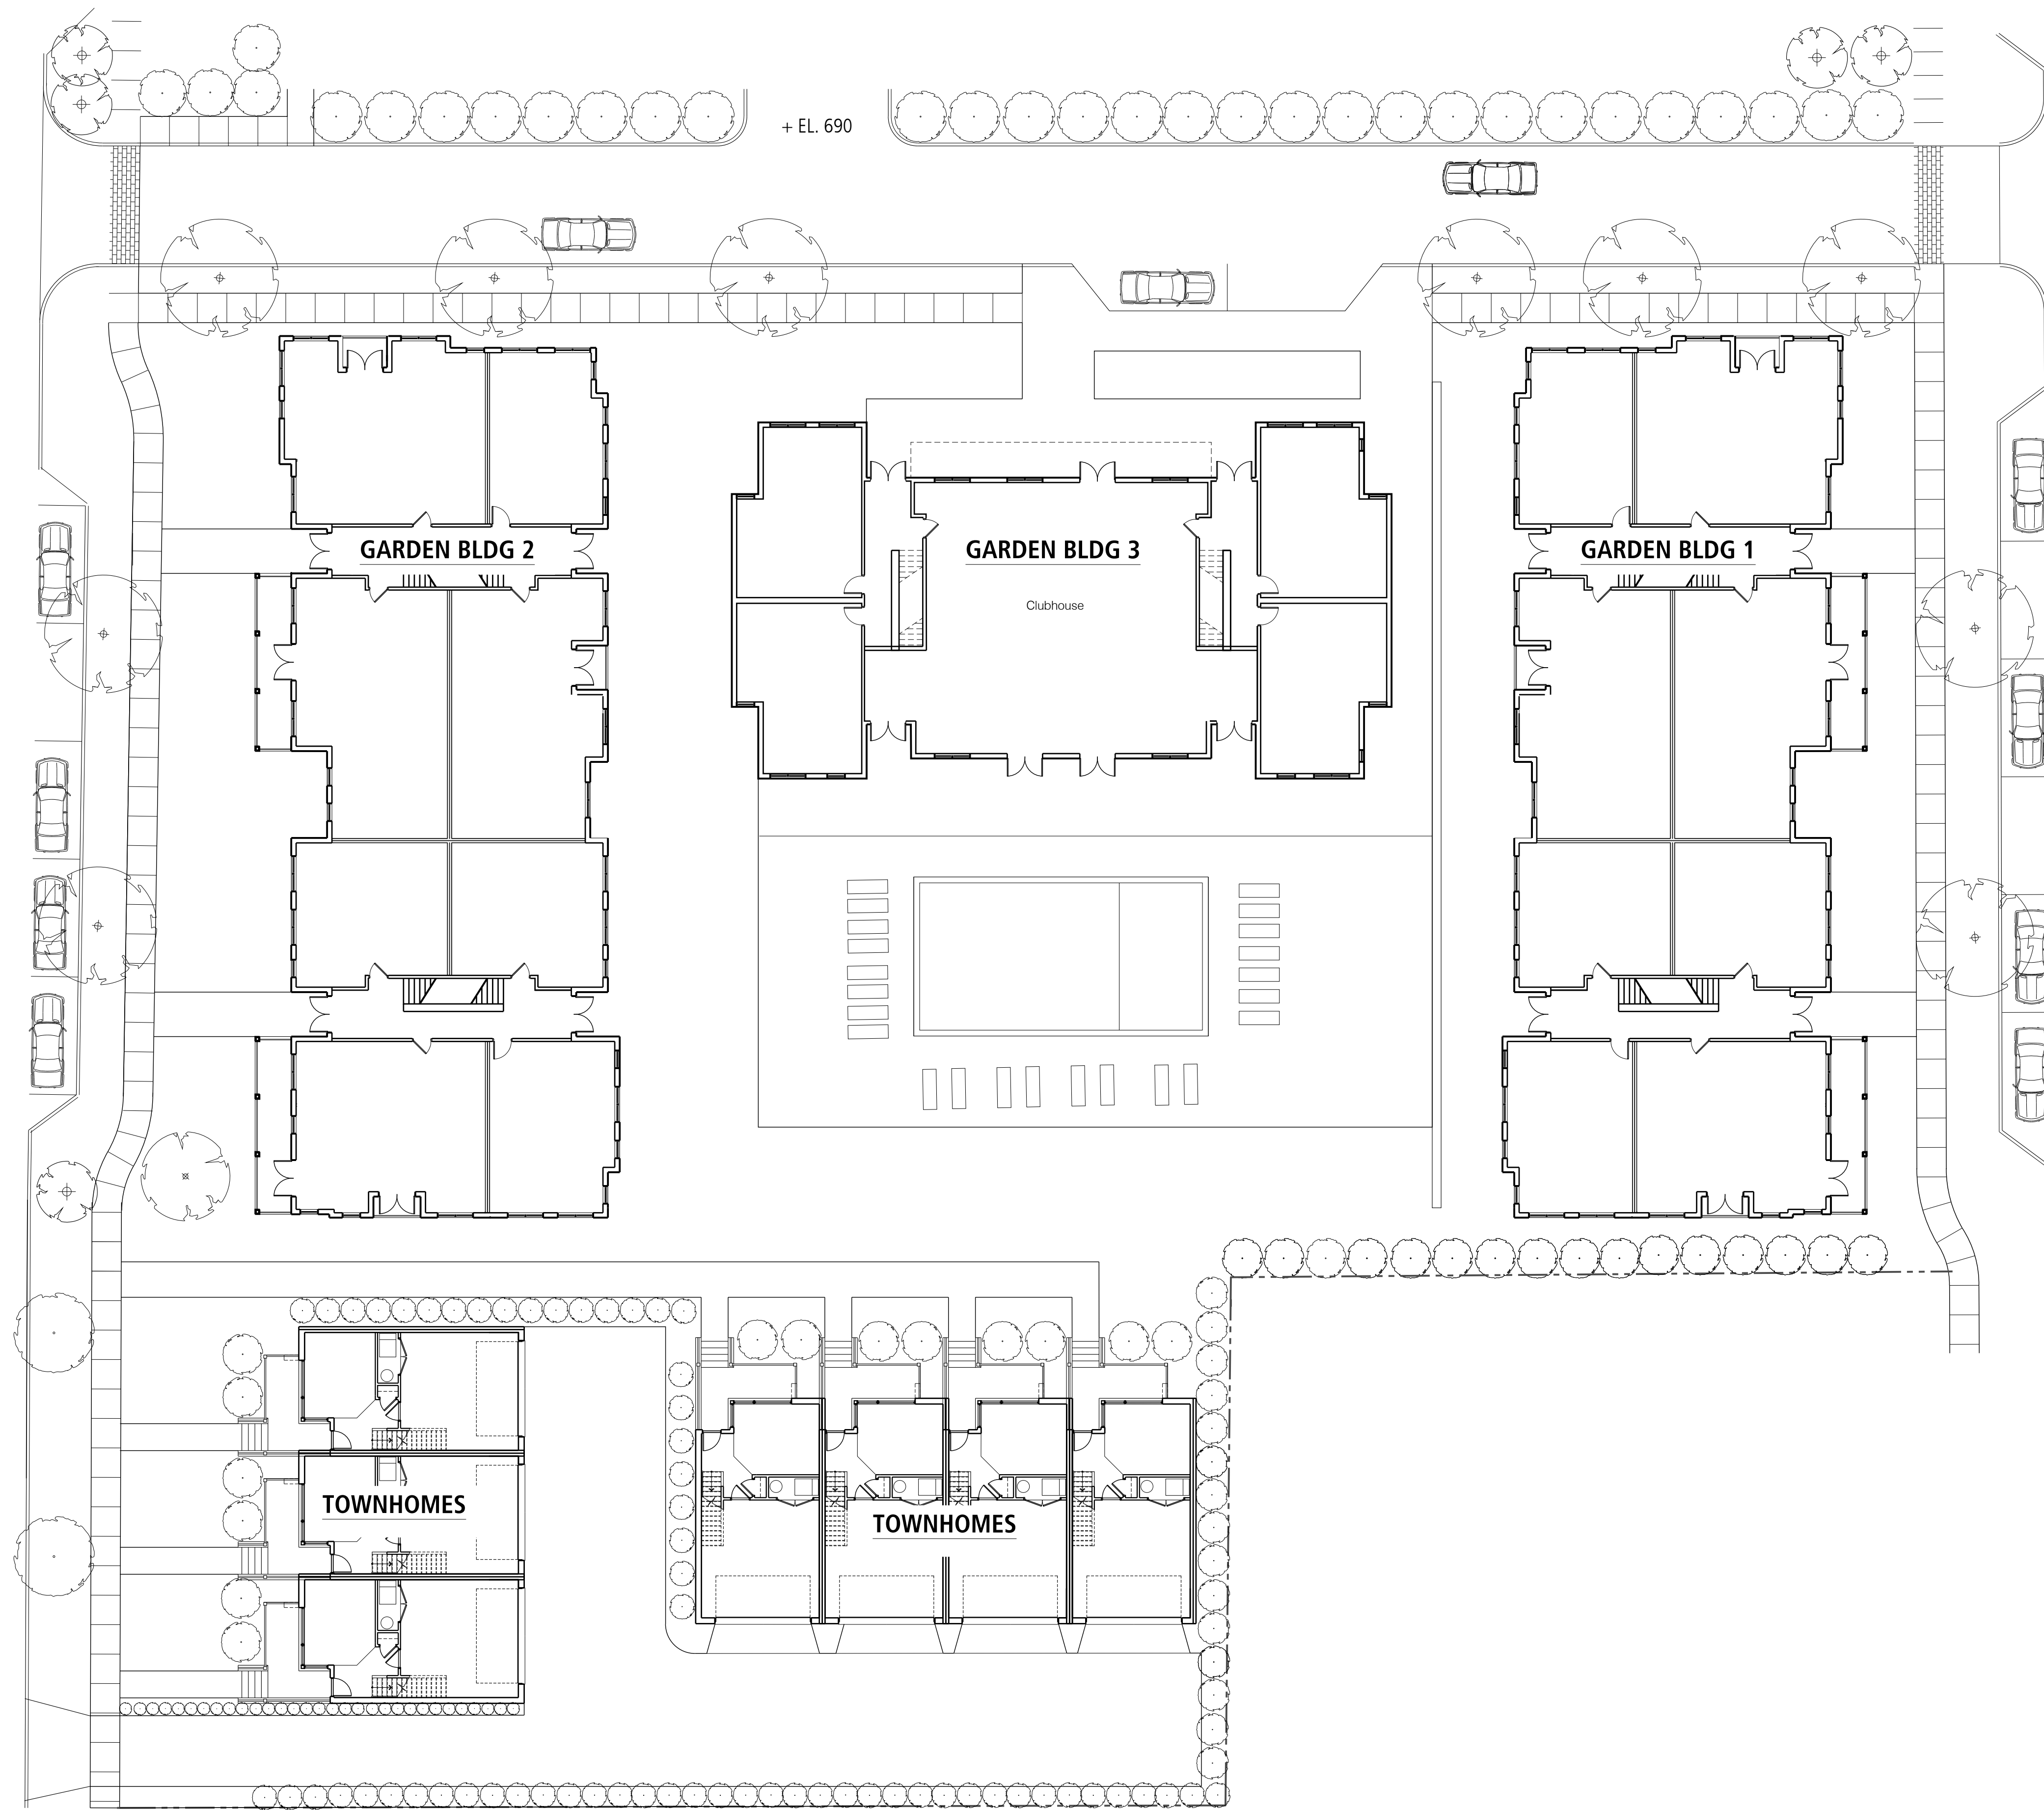 + EL. 690
GARDEN BLDG 2
GARDEN BLDG 3
GARDEN BLDG 1
Clubhouse
TOWNHOMES
TOWNHOMES